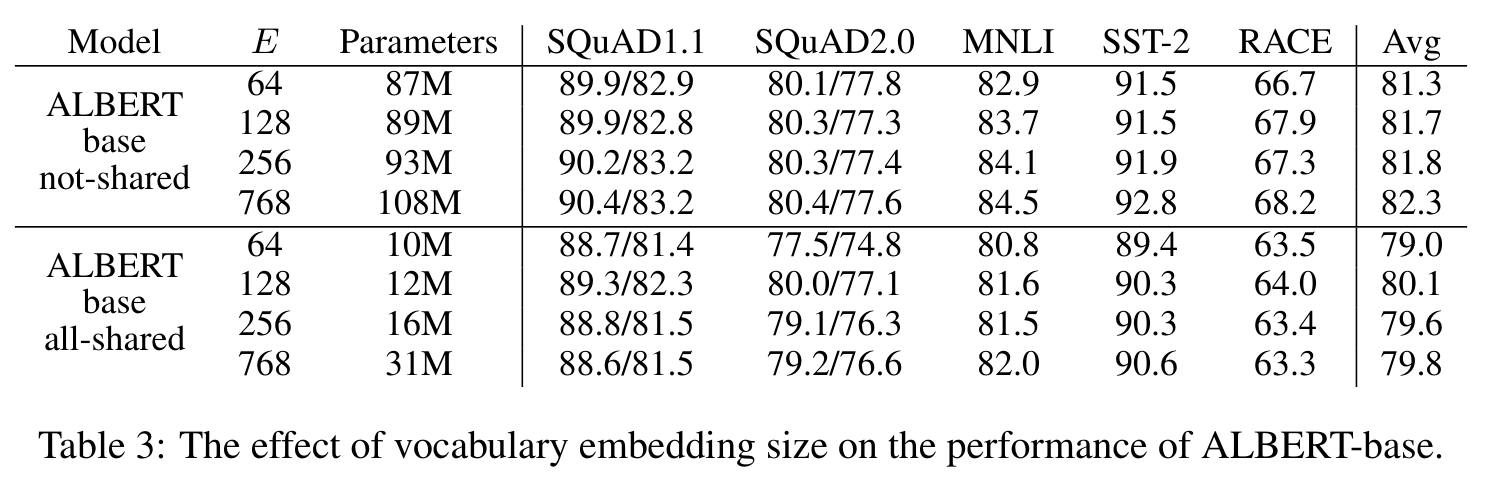 Model E Parameters SQuAD1.1 SQuAD2.0 MNLI SST-2 RACE Avg
ALBERT base not-shared
64 87M 89.9/82.9 80.1/77.8 82.9 91.5 66.7 81.3
128 89M 89.9/82.8 80.3/77.3 83.7 91.5 67.9 81.7
256 93M 90.2/83.2 80.3/77.4 84.1 91.9 67.3 81.8
768 108M 90.4/83.2 80.4/77.6 84.5 92.8 68.2 82.3
ALBERT base all-shared
64 10M 88.7/81.4 77.5/74.8 80.8 89.4 63.5 79.0
128 12M 89.3/82.3 80.0/77.1 81.6 90.3 64.0 80.1
256 16M 88.8/81.5 79.1/76.3 81.5 90.3 63.4 79.6
768 31M 88.6/81.5 79.2/76.6 82.0 90.6 63.3 79.8
Table 3: The effect of vocabulary embedding size on the performance of ALBERT-base.